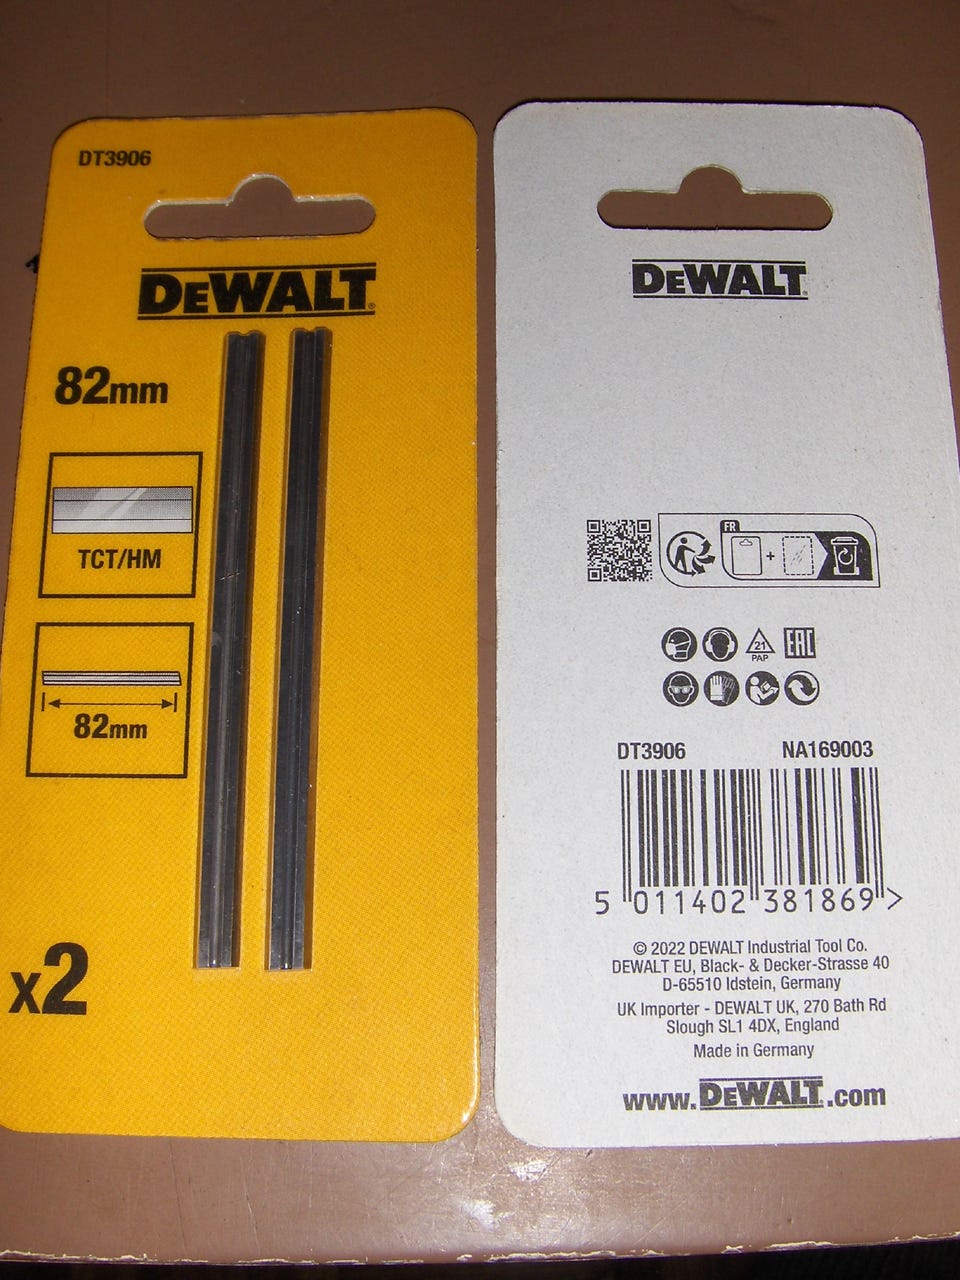 DT3906
DEWALT®
82mm
TCT/HM
82mm
x2
DEWALT®
FR
+
21
PAP
EAC
DT3906 NA169003
5 011402 381869 >
© 2022 DEWALT Industrial Tool Co.
DEWALT EU, Black- & Decker-Strasse 40
D-65510 Idstein, Germany
UK Importer - DEWALT UK, 270 Bath Rd
Slough SL1 4DX, England
Made in Germany
www.DEWALT.com